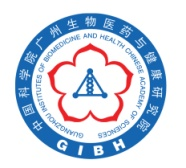 中国科学院广州生物医药与健康研究院
GUANGZHOU INSTITUTES OF BIOMEDICINE AND HEALTH, CHINESE ACADEMY OF SCIENCES
GIBH